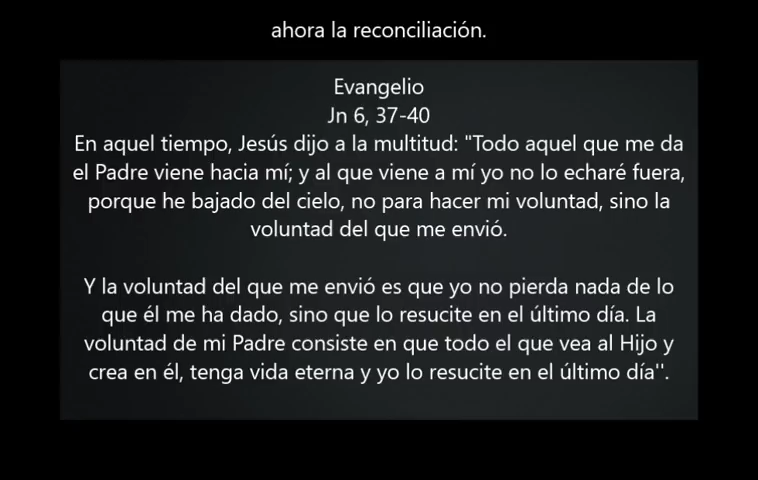 ahora la reconciliación.
Evangelio
Jn 6, 37-40
En aquel tiempo, Jesús dijo a la multitud: "Todo aquel que me da
el Padre viene hacia mí; y al que viene a mí yo no lo echaré fuera,
porque he bajado del cielo, no para hacer mi voluntad, sino la
voluntad del que me envió.
Y la voluntad del que me envió es que yo no pierda nada de lo
que él me ha dado, sino que lo resucite en el último día. La
voluntad de mi Padre consiste en que todo el que vea al Hijo y
crea en él, tenga vida eterna y yo lo resucite en el último día''.